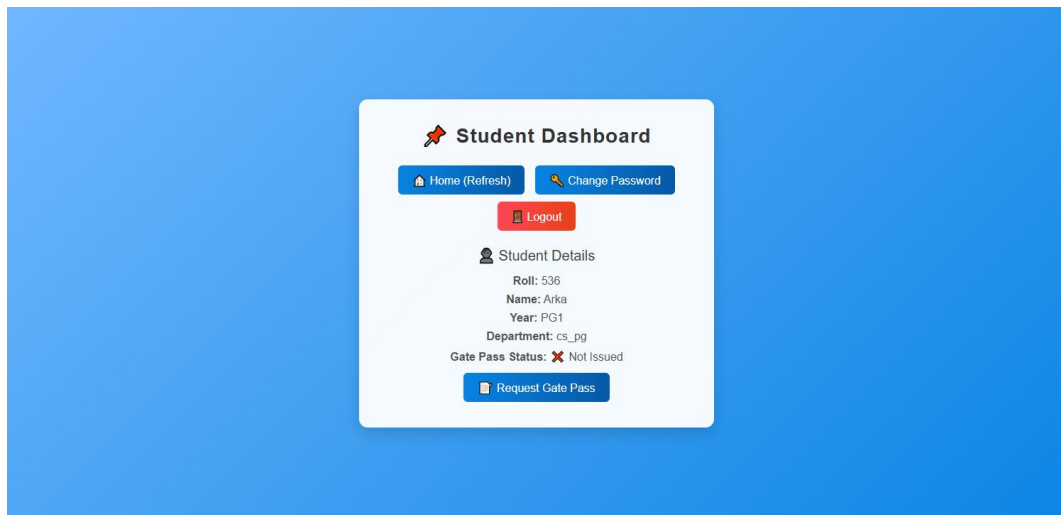 Student Dashboard
Home (Refresh)
Change Password
Logout
Student Details
Roll: 536
Name: Arka
Year: PG1
Department: cs_pg
Gate Pass Status: ❌ Not Issued
Request Gate Pass